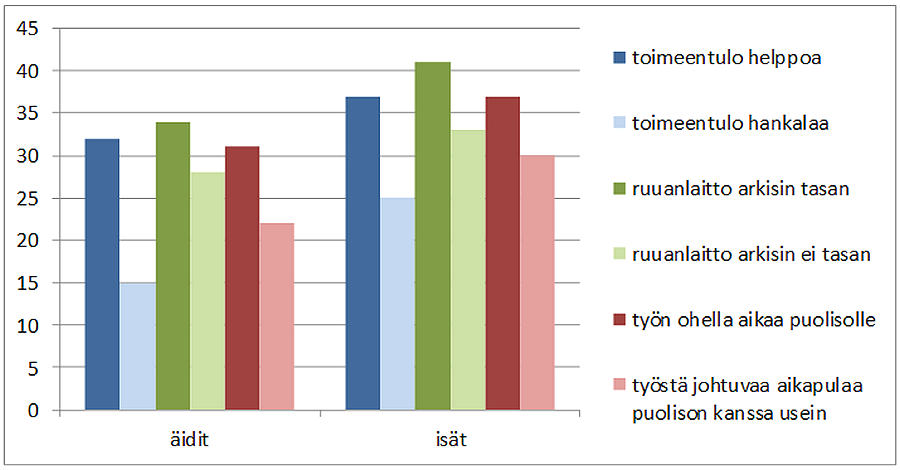 45
40
35
30
25
20
15
10
5
0
äidit
isät
toimeentulo helppoa
toimeentulo hankalaa
ruuanlaitto arkisin tasan
ruuanlaitto arkisin ei tasan
työn ohella aikaa puolisolle
työstä johtuvaa aikapulaa
puolison kanssa usein